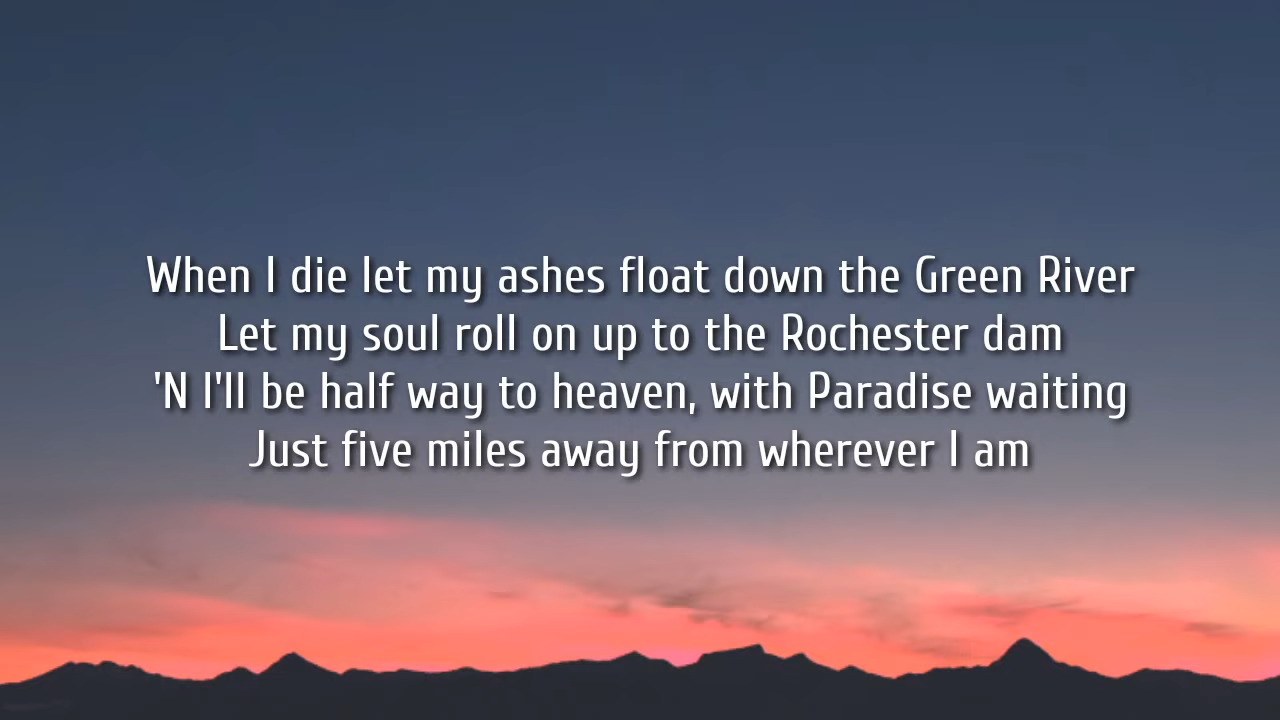 When I die let my ashes float down the Green River
Let my soul roll on up to the Rochester dam
'N I'll be half way to heaven, with Paradise waiting
Just five miles away from wherever I am